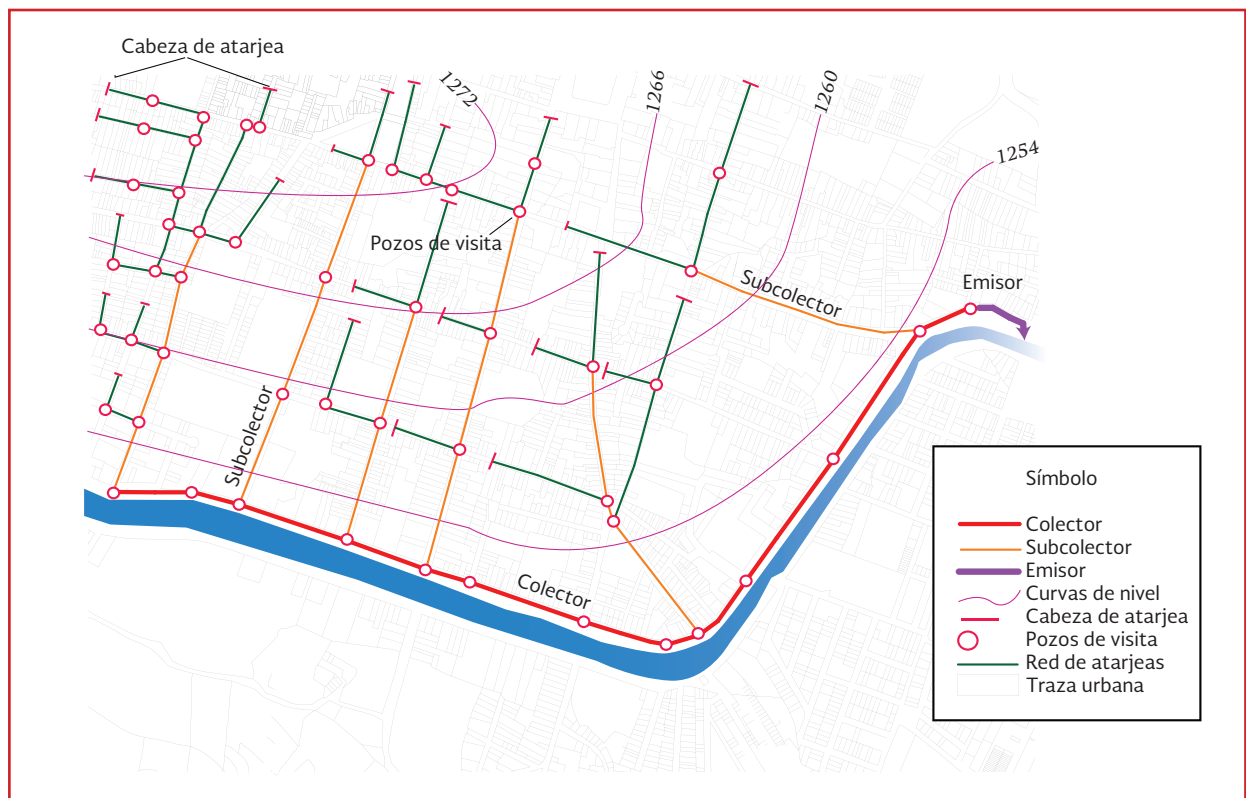 Cabeza de atarjea
1272
1266
1260
1254
Pozos de visita
Subcolector
Emisor
Subcolector
Colector
Símbolo
Colector
Subcolector
Emisor
Curvas de nivel
Cabeza de atarjea
Pozos de visita
Red de atarjeas
Traza urbana